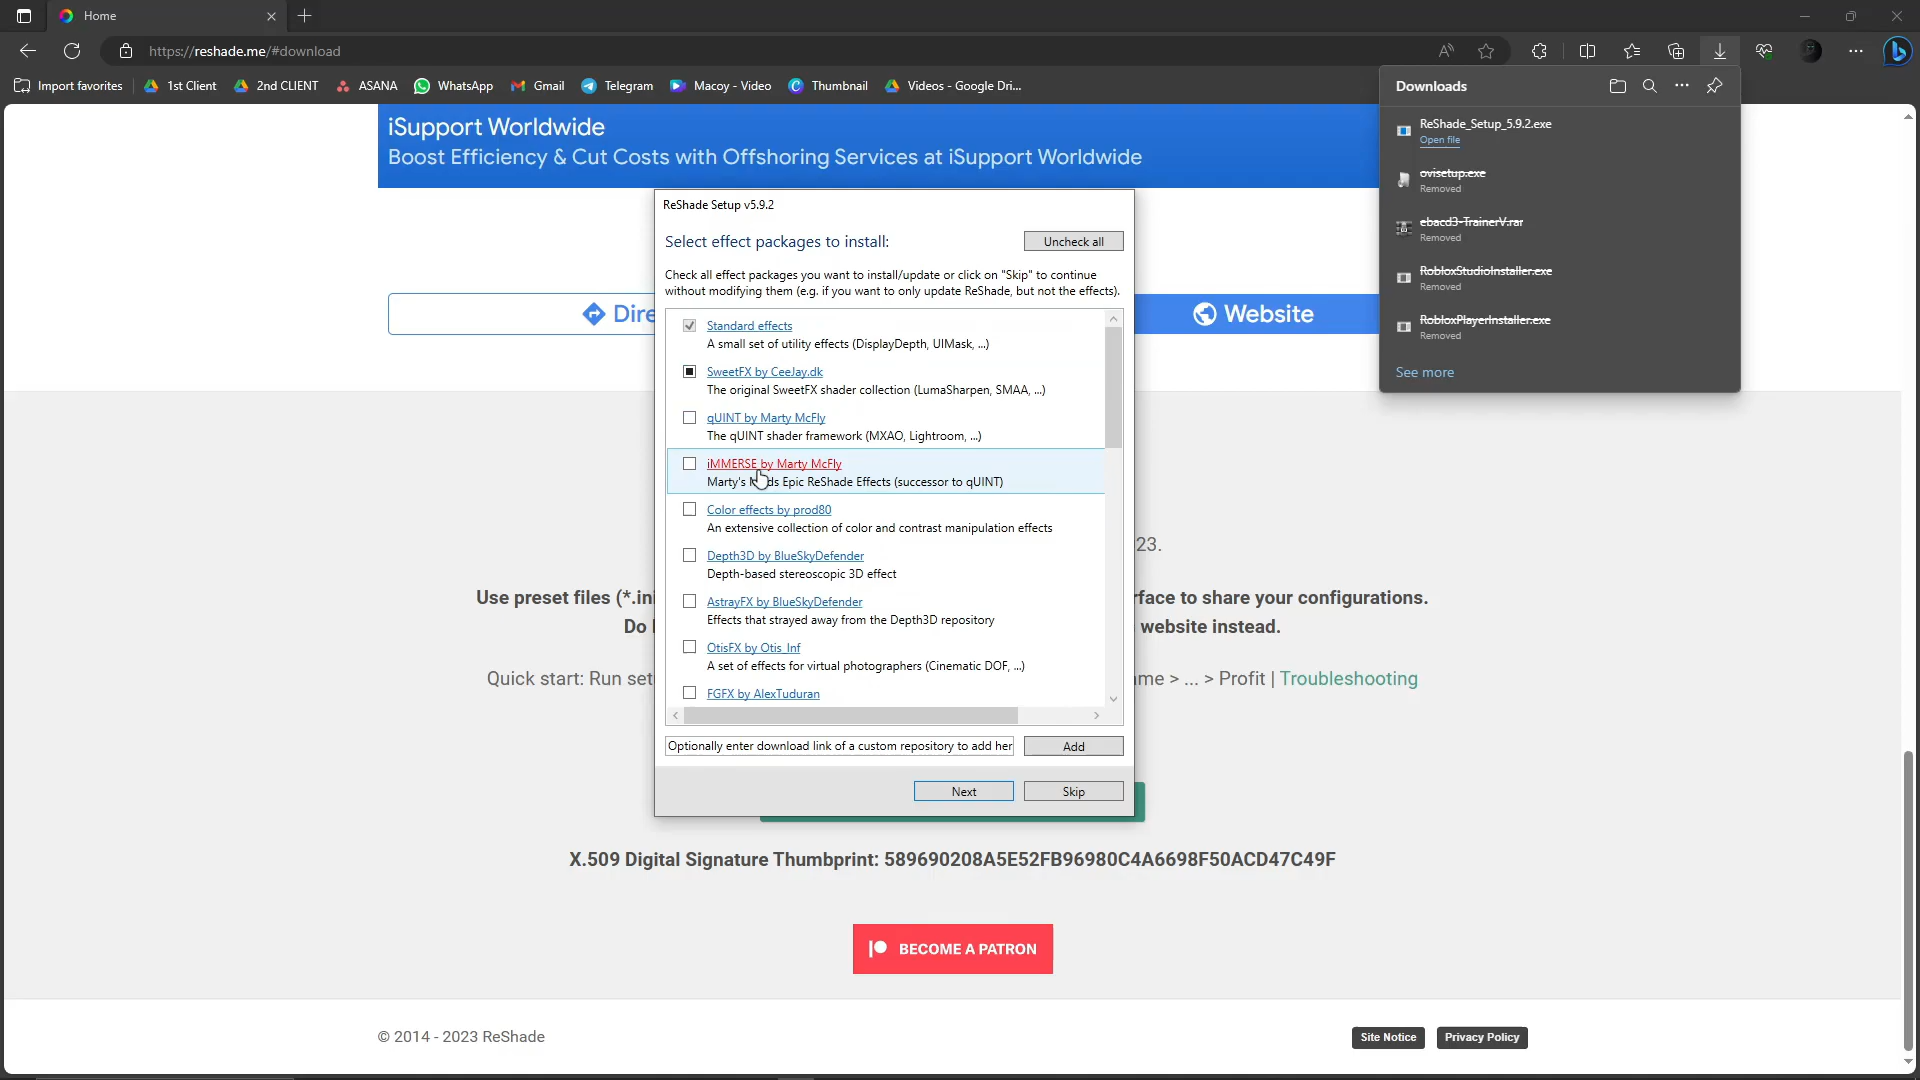 Home
https://reshade.me/#download
Import favorites
1st Client
2nd CLIENT
ASANA
WhatsApp
Gmail
Telegram
Macoy - Video
Thumbnail
Videos - Google Dri...
Downloads
ReShade_Setup_5.9.2.exe
Open file
ovisetup.exe
Removed
ebacd3-TrainerV.rar
Removed
RobloxStudioInstaller.exe
Removed
RobloxPlayerInstaller.exe
Removed
See more
iSupport Worldwide
Boost Efficiency & Cut Costs with Offshoring Services at iSupport Worldwide
Dire
Website
ReShade Setup v5.9.2
Select effect packages to install:
Uncheck all
Check all effect packages you want to install/update or click on "Skip" to continue
without modifying them (e.g. if you want to only update ReShade, but not the effects).
Standard effects
A small set of utility effects (DisplayDepth, UIMask, ...)
SweetFX by CeeJay.dk
The original SweetFX shader collection (LumaSharpen, SMAA, ...)
qUINT by Marty McFly
The qUINT shader framework (MXAO, Lightroom, ...)
iMMERSE by Marty McFly
Marty's ds Epic ReShade Effects (successor to qUINT)
Color effects by prod80
An extensive collection of color and contrast manipulation effects
Depth3D by BlueSkyDefender
Depth-based stereoscopic 3D effect
AstrayFX by BlueSkyDefender
Effects that strayed away from the Depth3D repository
OtisFX by Otis_Inf
A set of effects for virtual photographers (Cinematic DOF, ...)
FGFX by AlexTuduran
Optionally enter download link of a custom repository to add her
Add
Next
Skip
23.
Use preset files (*.ini rface to share your configurations.
Do website instead.
Quick start: Run set me > ... > Profit | Troubleshooting
X.509 Digital Signature Thumbprint: 589690208A5E52FB96980C4A6698F50ACD47C49F
BECOME A PATRON
© 2014 - 2023 ReShade
Site Notice
Privacy Policy